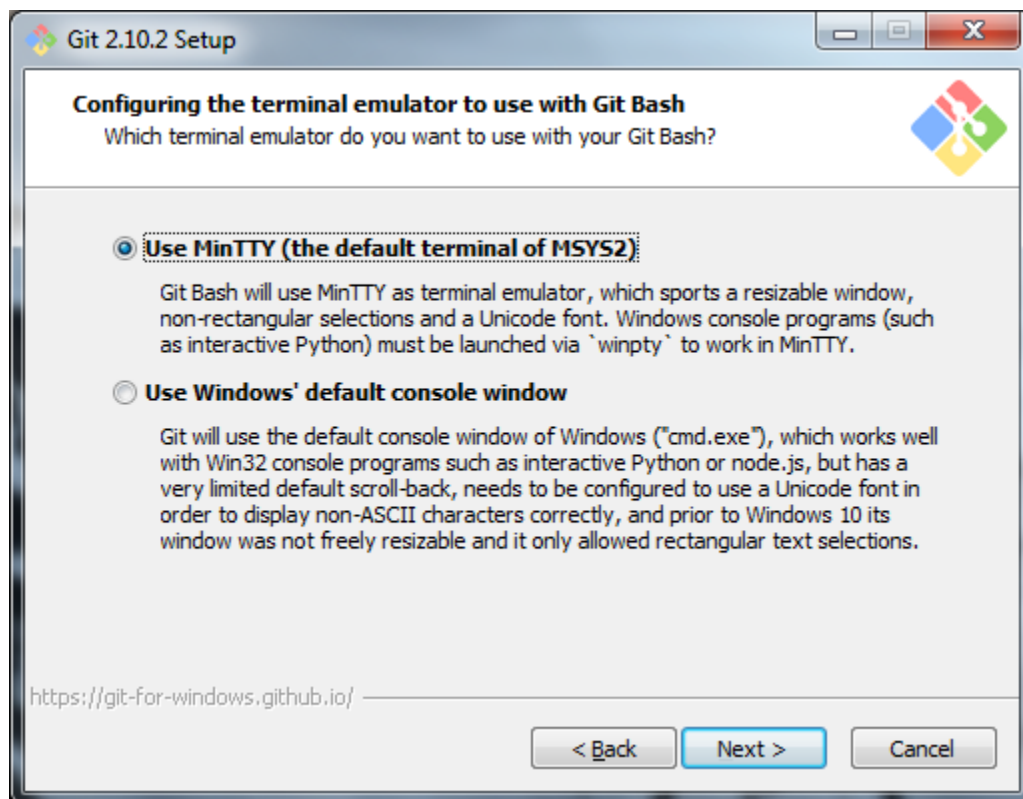 Git 2.10.2 Setup
Configuring the terminal emulator to use with Git Bash
Which terminal emulator do you want to use with your Git Bash?
Use MinTTY (the default terminal of MSYS2)
Git Bash will use MinTTY as terminal emulator, which sports a resizable window,
non-rectangular selections and a Unicode font. Windows console programs (such
as interactive Python) must be launched via `winpty` to work in MinTTY.
Use Windows' default console window
Git will use the default console window of Windows ("cmd.exe"), which works well
with Win32 console programs such as interactive Python or node.js, but has a
very limited default scroll-back, needs to be configured to use a Unicode font in
order to display non-ASCII characters correctly, and prior to Windows 10 its
window was not freely resizable and it only allowed rectangular text selections.
https://git-for-windows.github.io/
< Back Next > Cancel